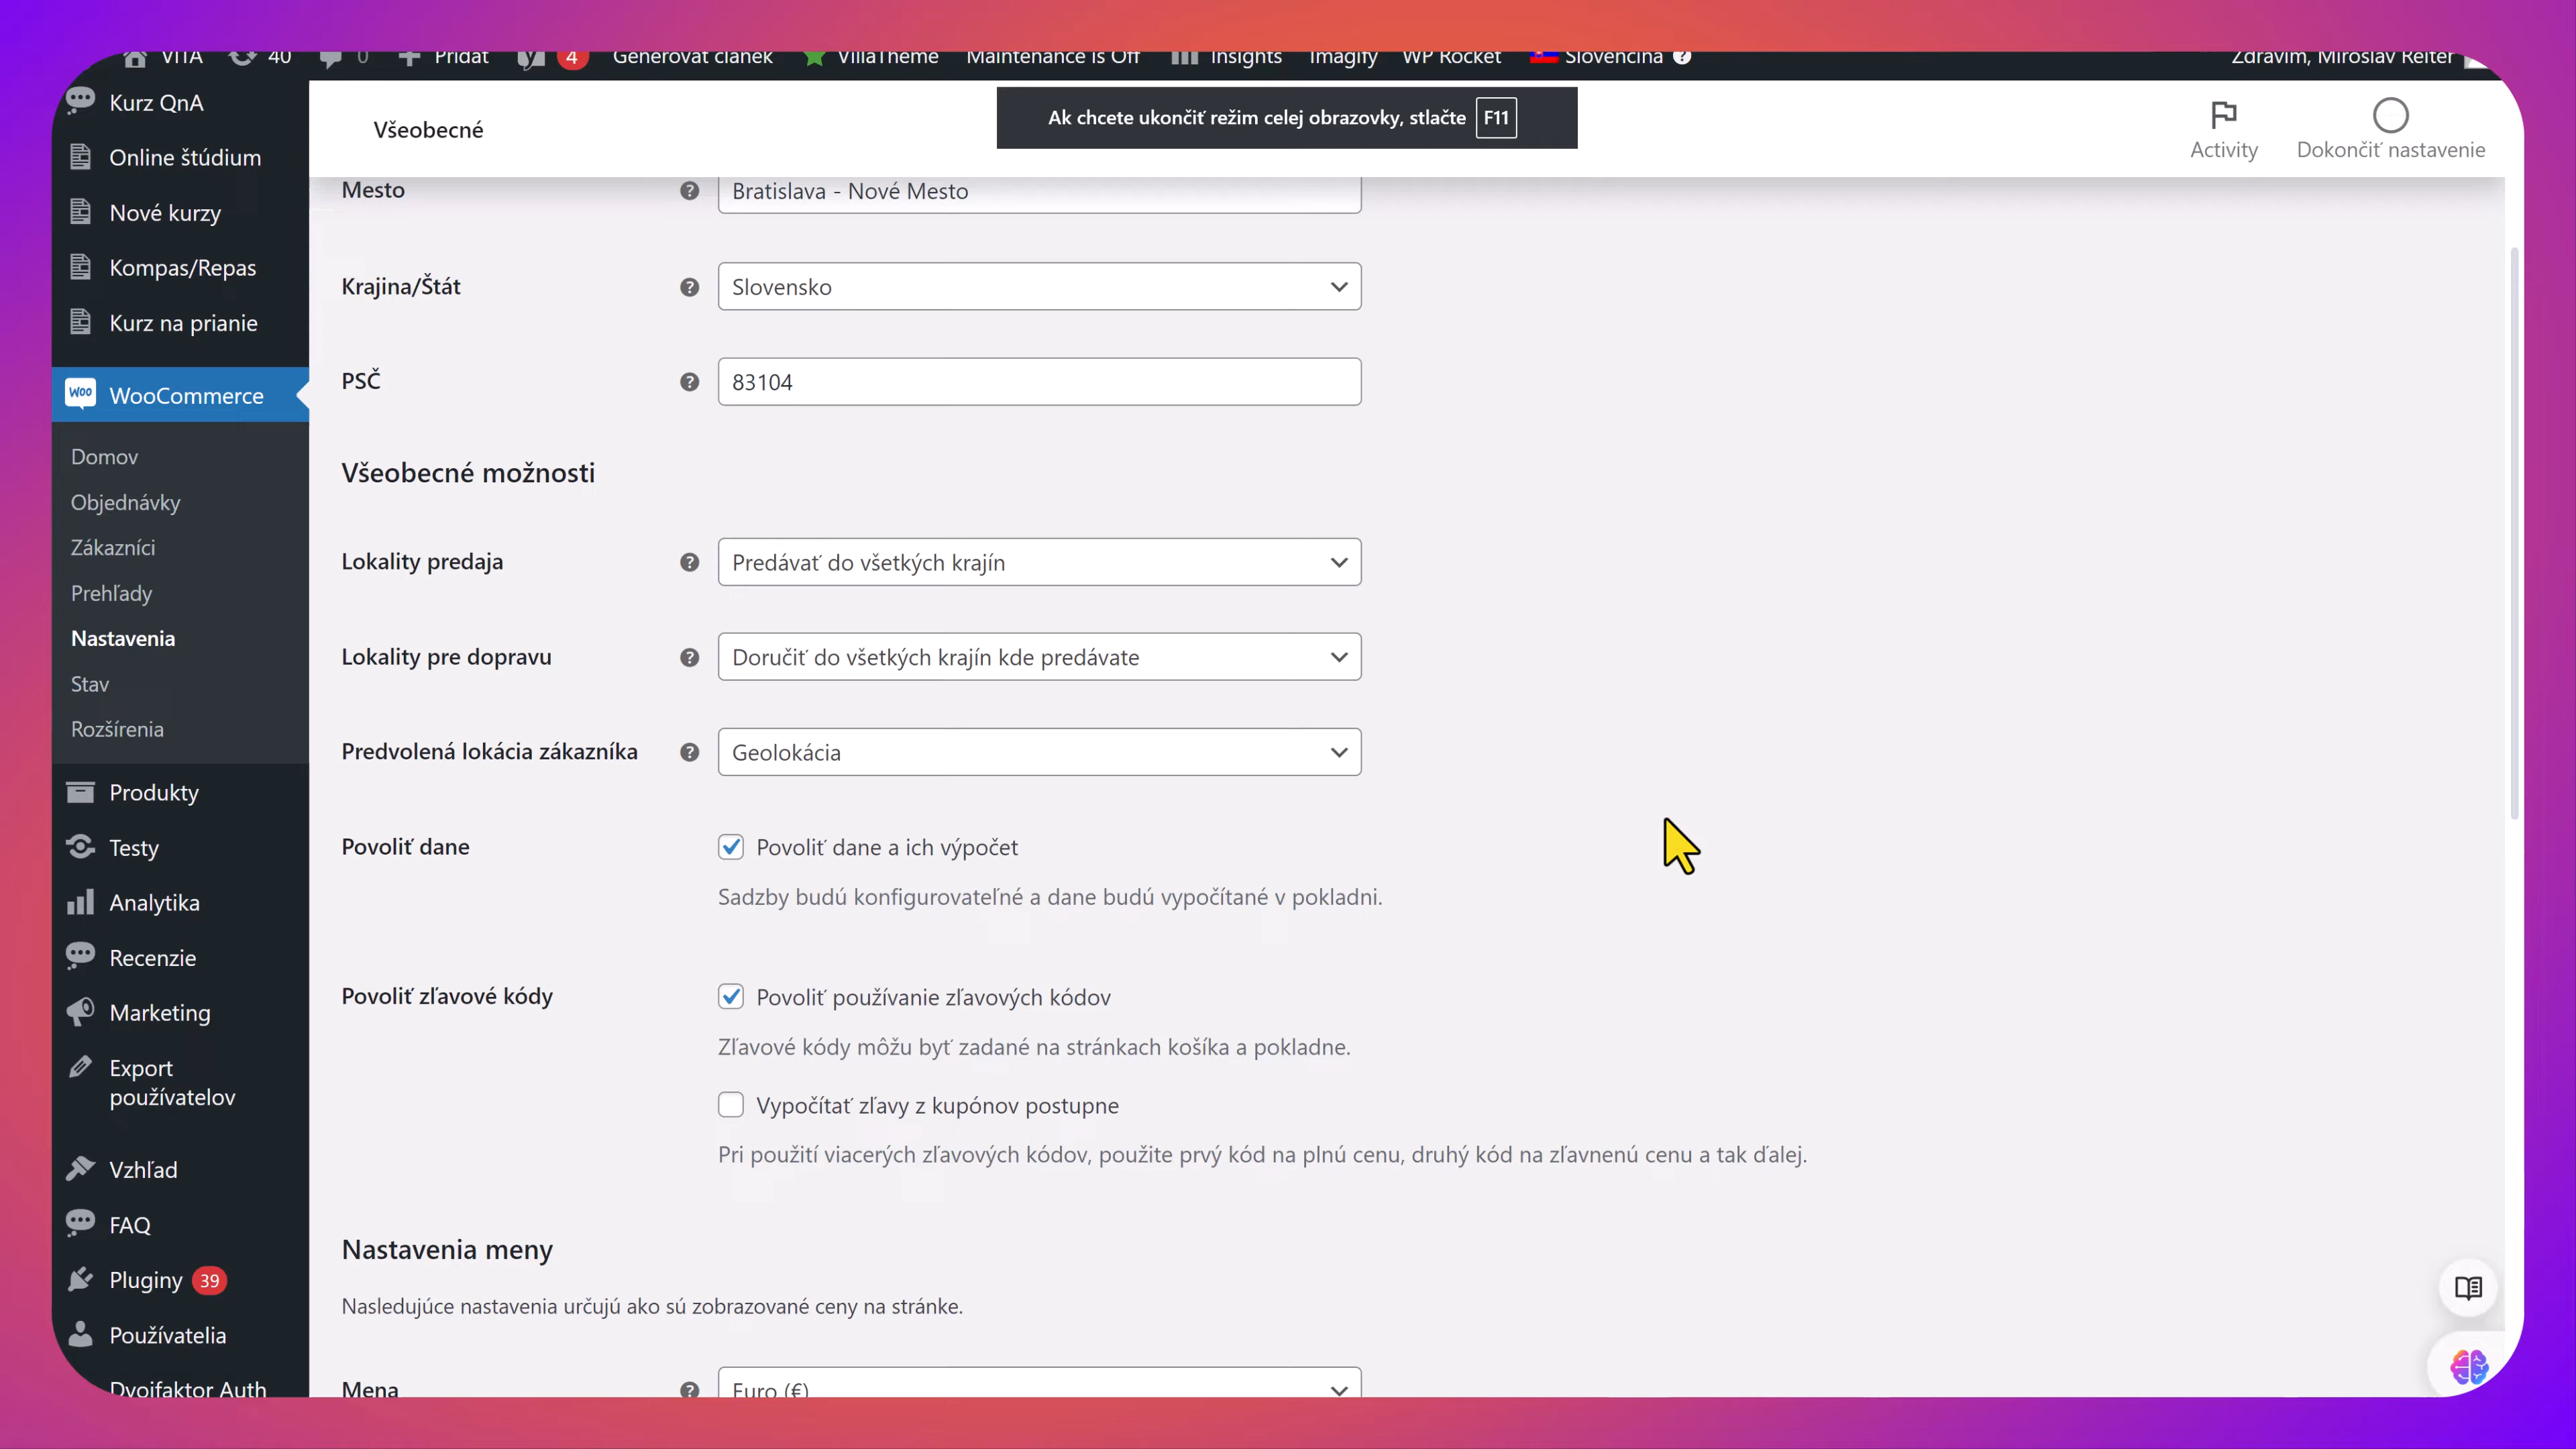 VITA 40 0 Pridať 4 Generovať článok VillaTheme Maintenance is Off Insights Imagify WP Rocket Slovenčina ? Zdravím, Miroslav Reiter
Kurz QnA
Online štúdium
Nové kurzy
Kompas/Repas
Kurz na prianie
WOO WooCommerce
Domov
Objednávky
Zákazníci
Prehľady
Nastavenia
Stav
Rozšírenia
Produkty
Testy
Analytika
Recenzie
Marketing
Export
používateľov
Vzhľad
FAQ
Pluginy 39
Používatelia
Dvojfaktor Auth
Všeobecné
Ak chcete ukončiť režim celej obrazovky, stlačte F11
Activity
Dokončiť nastavenie
Mesto ? Bratislava - Nové Mesto
Krajina/Štát ? Slovensko
PSČ ? 83104
Všeobecné možnosti
Lokality predaja ? Predávať do všetkých krajín
Lokality pre dopravu ? Doručiť do všetkých krajín kde predávate
Predvolená lokácia zákazníka ? Geolokácia
Povoliť dane Povoliť dane a ich výpočet
Sadzby budú konfigurovateľné a dane budú vypočítané v pokladni.
Povoliť zľavové kódy Povoliť používanie zľavových kódov
Zľavové kódy môžu byť zadané na stránkach košíka a pokladne.
Vypočítať zľavy z kupónov postupne
Pri použití viacerých zľavových kódov, použite prvý kód na plnú cenu, druhý kód na zľavnenú cenu a tak ďalej.
Nastavenia meny
Nasledujúce nastavenia určujú ako sú zobrazované ceny na stránke.
Mena ? Euro (€)